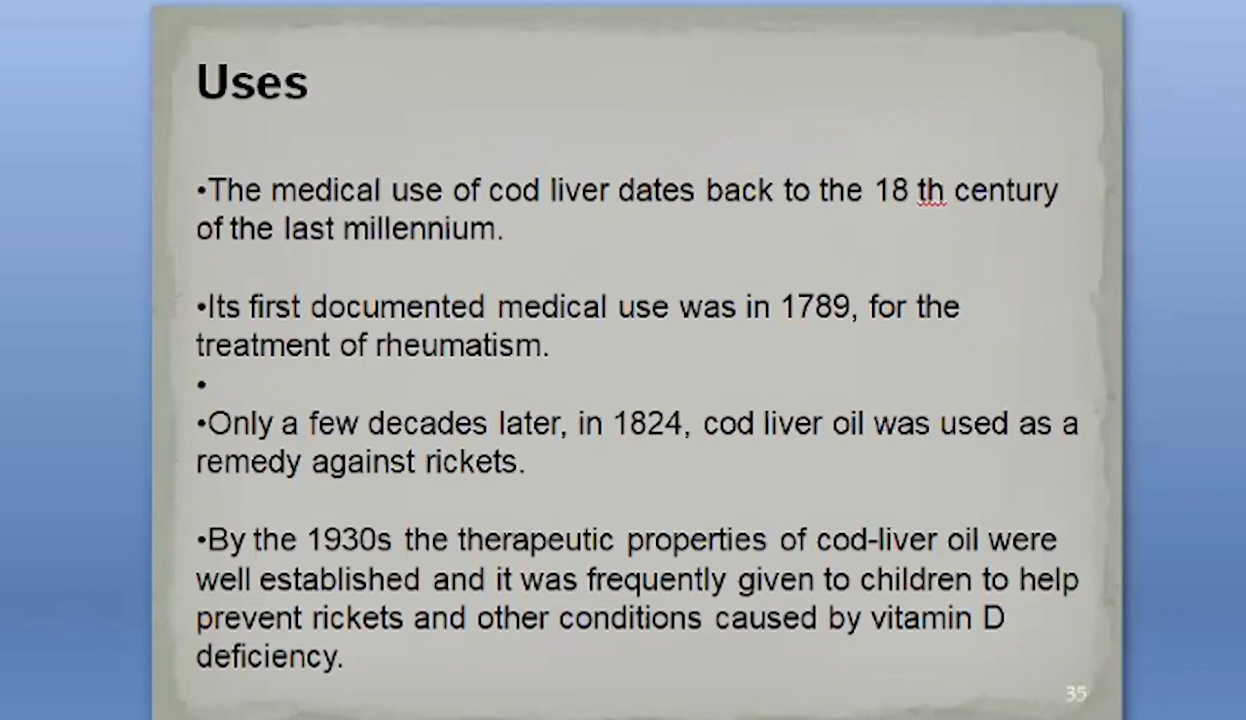 Uses
•The medical use of cod liver dates back to the 18 th century
of the last millennium.
•Its first documented medical use was in 1789, for the
treatment of rheumatism.
•
•Only a few decades later, in 1824, cod liver oil was used as a
remedy against rickets.
•By the 1930s the therapeutic properties of cod-liver oil were
well established and it was frequently given to children to help
prevent rickets and other conditions caused by vitamin D
deficiency.
35